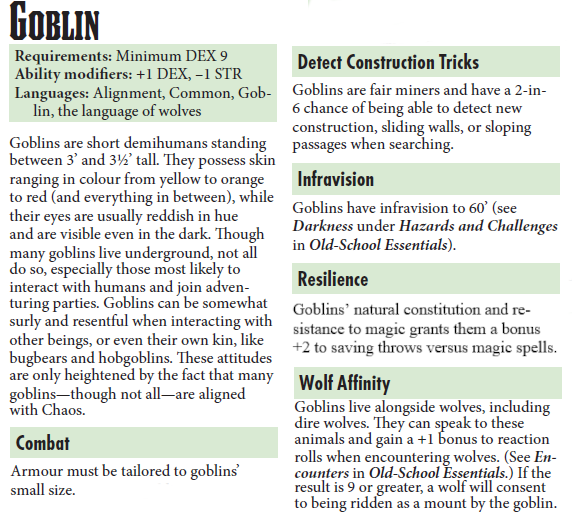 GOBLIN
Requirements: Minimum DEX 9
Ability modifiers: +1 DEX, –1 STR
Languages: Alignment, Common, Gob-
lin, the language of wolves
Goblins are short demihumans standing
between 3’ and 3½’ tall. They possess skin
ranging in colour from yellow to orange
to red (and everything in between), while
their eyes are usually reddish in hue
and are visible even in the dark. Though
many goblins live underground, not all
do so, especially those most likely to
interact with humans and join adven-
turing parties. Goblins can be somewhat
surly and resentful when interacting with
other beings, or even their own kin, like
bugbears and hobgoblins. These attitudes
are only heightened by the fact that many
goblins—though not all—are aligned
with Chaos.
Combat
Armour must be tailored to goblins’
small size.
Detect Construction Tricks
Goblins are fair miners and have a 2-in-
6 chance of being able to detect new
construction, sliding walls, or sloping
passages when searching.
Infravision
Goblins have infravision to 60’ (see
Darkness under Hazards and Challenges
in Old-School Essentials).
Resilience
Goblins’ natural constitution and re-
sistance to magic grants them a bonus
+2 to saving throws versus magic spells.
Wolf Affinity
Goblins live alongside wolves, including
dire wolves. They can speak to these
animals and gain a +1 bonus to reaction
rolls when encountering wolves. (See En-
counters in Old-School Essentials.) If the
result is 9 or greater, a wolf will consent
to being ridden as a mount by the goblin.